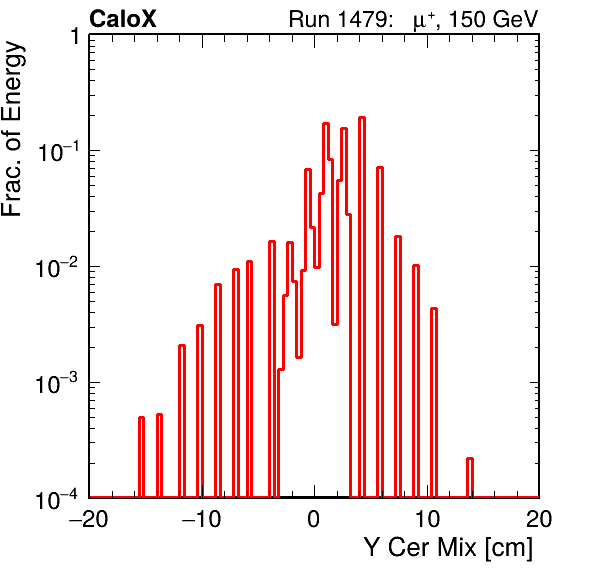 CaloX Run 1479: μ⁺, 150 GeV
Frac. of Energy
1
10⁻¹
10⁻²
10⁻³
10⁻⁴
−20 −10 0 10 20
Y Cer Mix [cm]